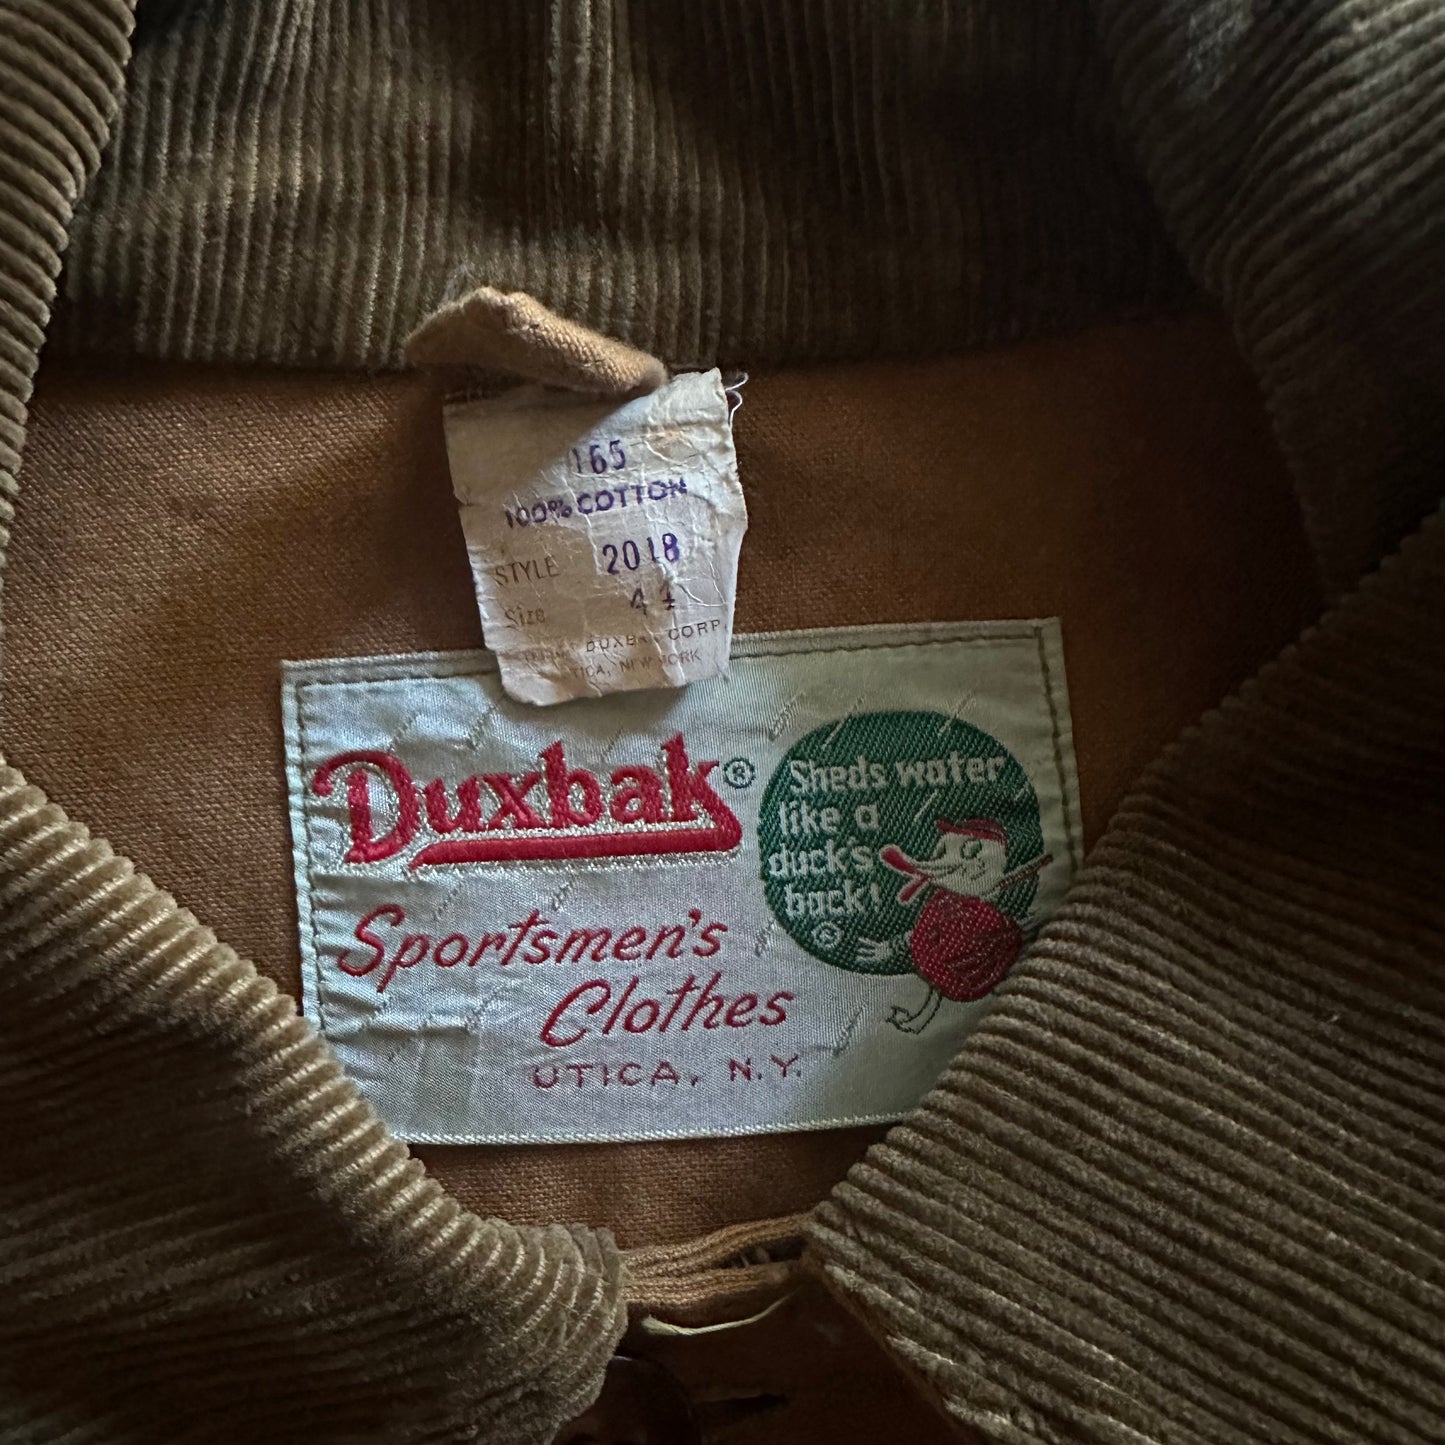 165
100% COTTON
STYLE 2018
Size 44
DUXBAK CORP.
UTICA, NEW YORK
Duxbak®
Sheds water
like a
duck's
back!
®
Sportsmen's
Clothes
UTICA, N.Y.